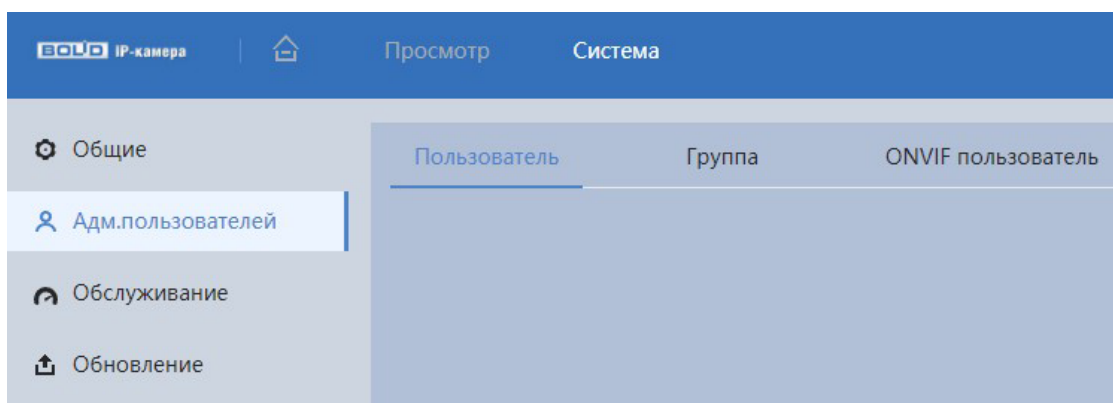 BOLID IP-камера Просмотр Система
Общие
Пользователь Группа ONVIF пользователь
Адм.пользователей
Обслуживание
Обновление